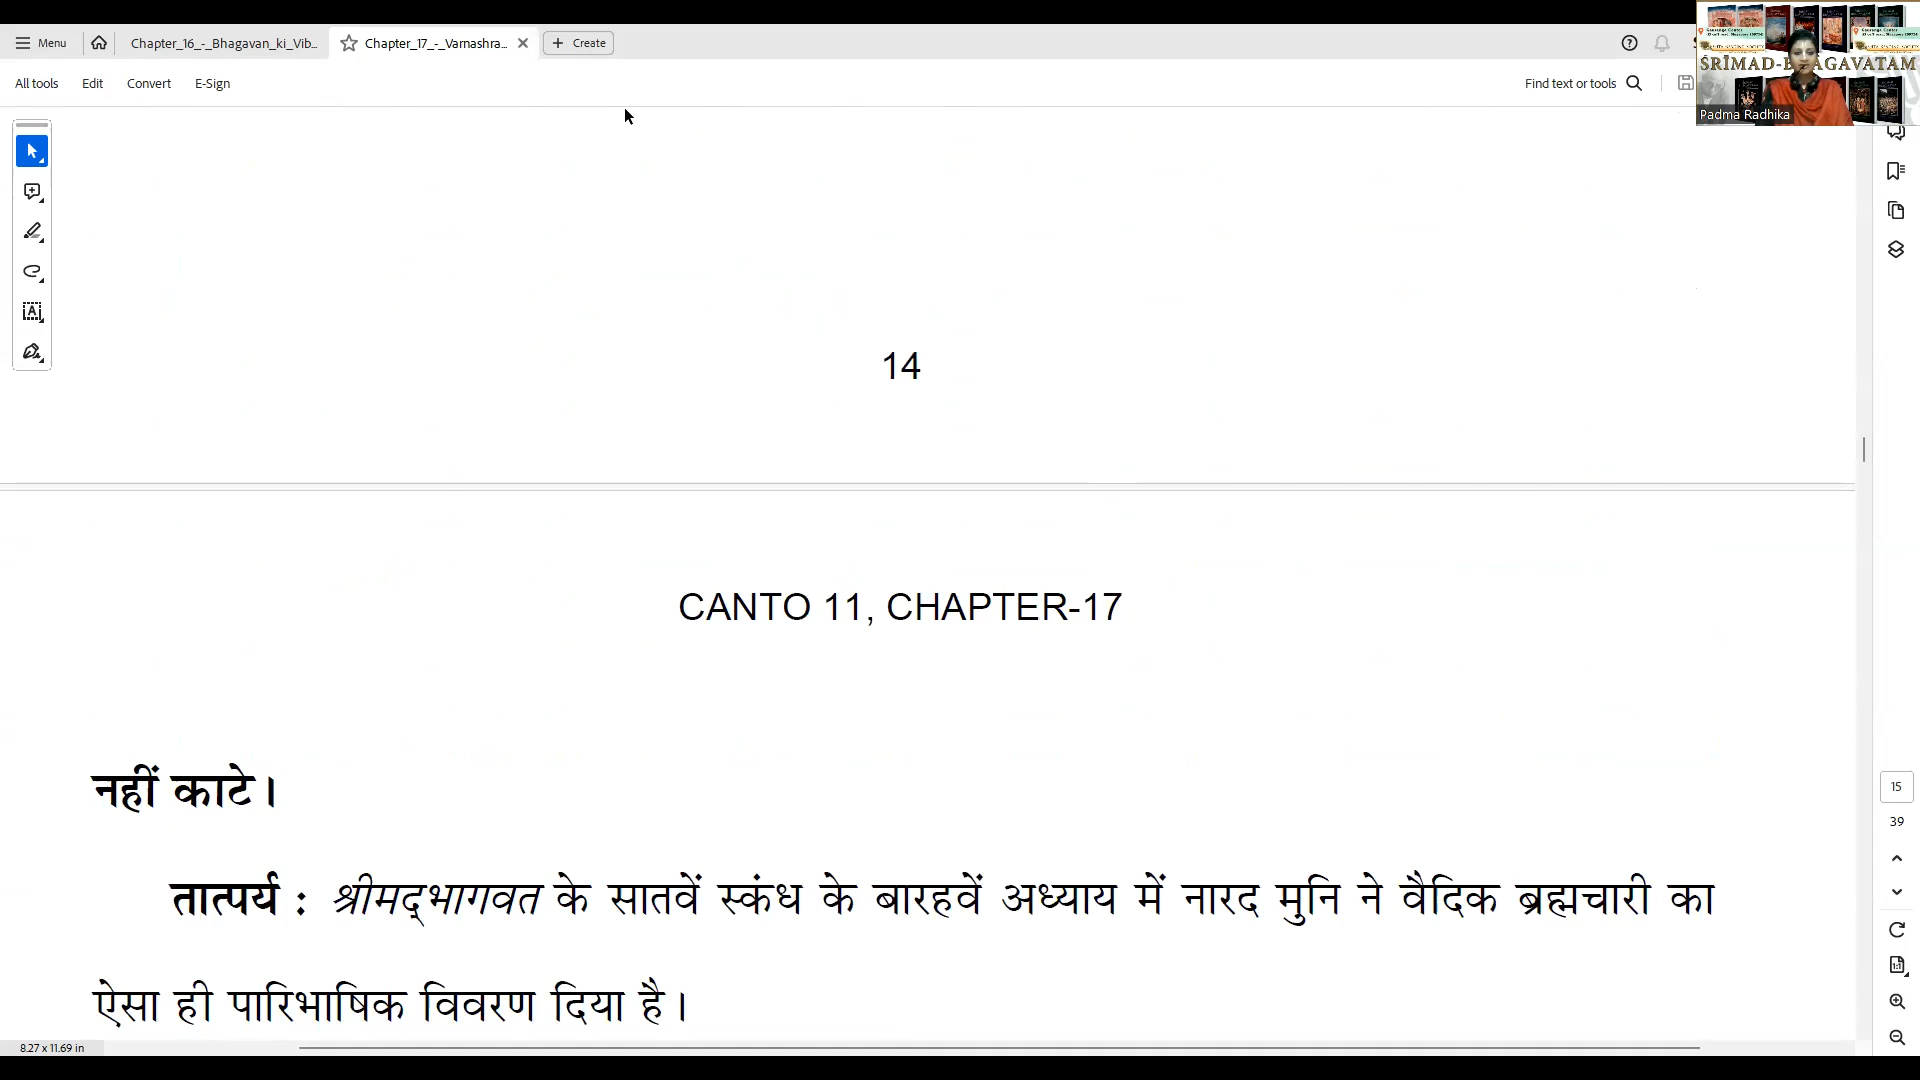 Menu
Chapter_16_-_Bhagavan_ki_Vib...
Chapter_17_-_Varnashra...
Create
All tools
Edit
Convert
E-Sign
Find text or tools
ŚRĪMAD-BHĀGAVATAM
Padma Radhika
14
CANTO 11, CHAPTER-17
नहीं काटे।
तात्पर्य : श्रीमद्भागवत के सातवें स्कंध के बारहवें अध्याय में नारद मुनि ने वैदिक ब्रह्मचारी का
ऐसा ही पारिभाषिक विवरण दिया है।
15
39
8.27 x 11.69 in